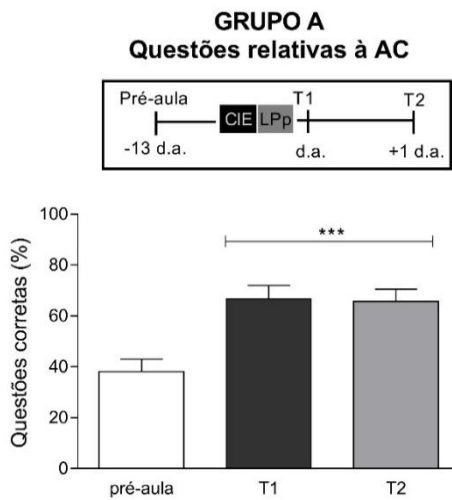 GRUPO A
Questões relativas à AC
Pré-aula T1 T2
CIE LPp
-13 d.a. d.a. +1 d.a.
Questões corretas (%)
100
80
60
40
20
0
***
pré-aula T1 T2